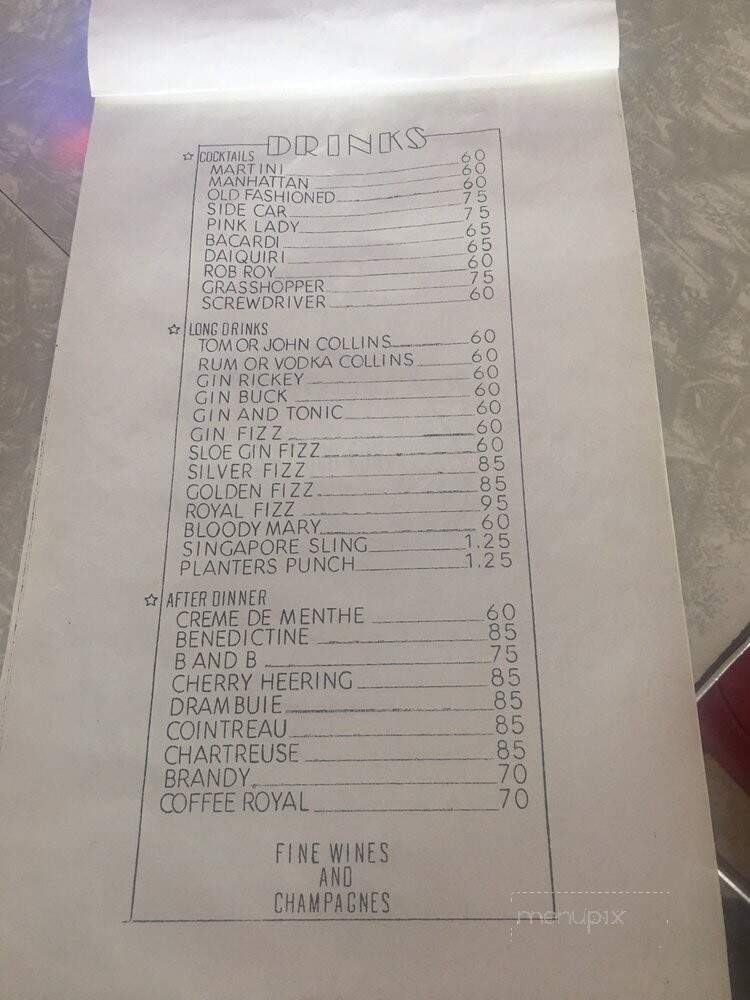 DRINKS
☆ COCKTAILS
MARTINI 60
MANHATTAN 60
OLD FASHIONED 60
SIDE CAR 75
PINK LADY 75
BACARDI 65
DAIQUIRI 65
ROB ROY 60
GRASSHOPPER 75
SCREWDRIVER 60
☆ LONG DRINKS
TOM OR JOHN COLLINS 60
RUM OR VODKA COLLINS 60
GIN RICKEY 60
GIN BUCK 60
GIN AND TONIC 60
GIN FIZZ 60
SLOE GIN FIZZ 60
SILVER FIZZ 85
GOLDEN FIZZ 85
ROYAL FIZZ 95
BLOODY MARY 60
SINGAPORE SLING 1.25
PLANTERS PUNCH 1.25
☆ AFTER DINNER
CREME DE MENTHE 60
BENEDICTINE 85
B AND B 75
CHERRY HEERING 85
DRAMBUIE 85
COINTREAU 85
CHARTREUSE 85
BRANDY 70
COFFEE ROYAL 70
FINE WINES
AND
CHAMPAGNES
menupix